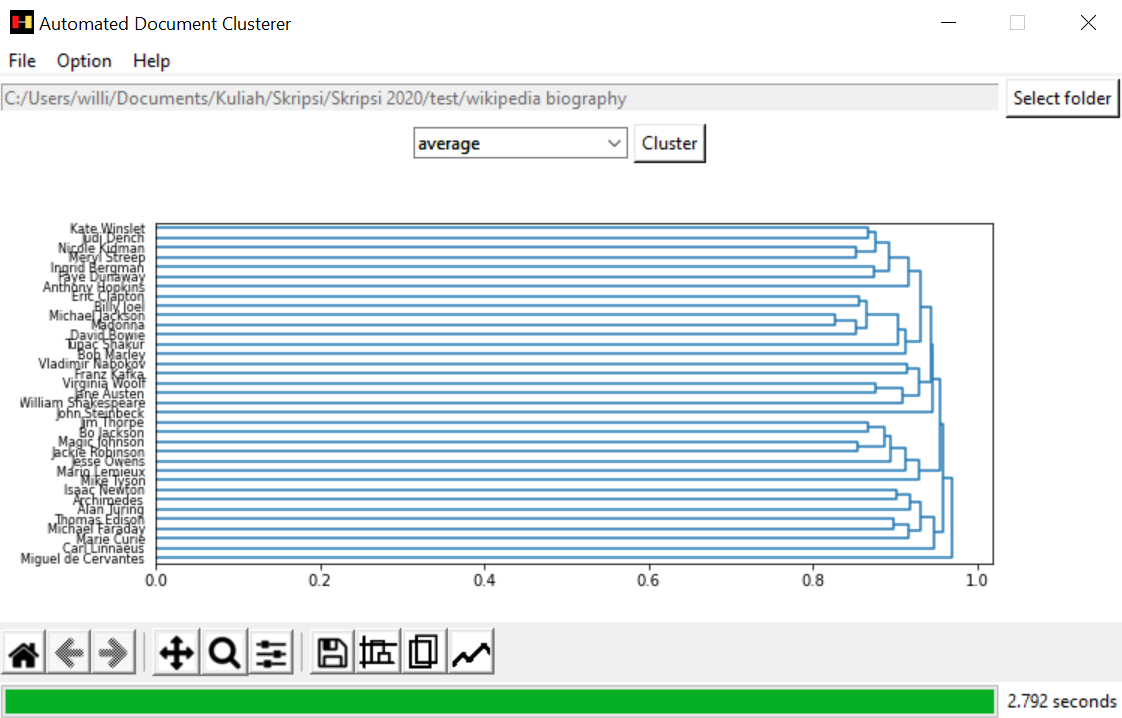 Automated Document Clusterer
File Option Help
C:/Users/willi/Documents/Kuliah/Skripsi/Skripsi 2020/test/wikipedia biography Select folder
average Cluster
Kate Winslet
Judi Dench
Nicole Kidman
Meryl Streep
Ingrid Bergman
Faye Dunaway
Anthony Hopkins
Eric Clapton
Billy Joel
Michael Jackson
Madonna
David Bowie
Tupac Shakur
Bob Marley
Vladimir Nabokov
Franz Kafka
Virginia Woolf
Jane Austen
William Shakespeare
John Steinbeck
Jim Thorpe
Bo Jackson
Magic Johnson
Jackie Robinson
Jesse Owens
Mario Lemieux
Mike Tyson
Isaac Newton
Archimedes
Alan Turing
Thomas Edison
Michael Faraday
Marie Curie
Carl Linnaeus
Miguel de Cervantes
0.0 0.2 0.4 0.6 0.8 1.0
2.792 seconds